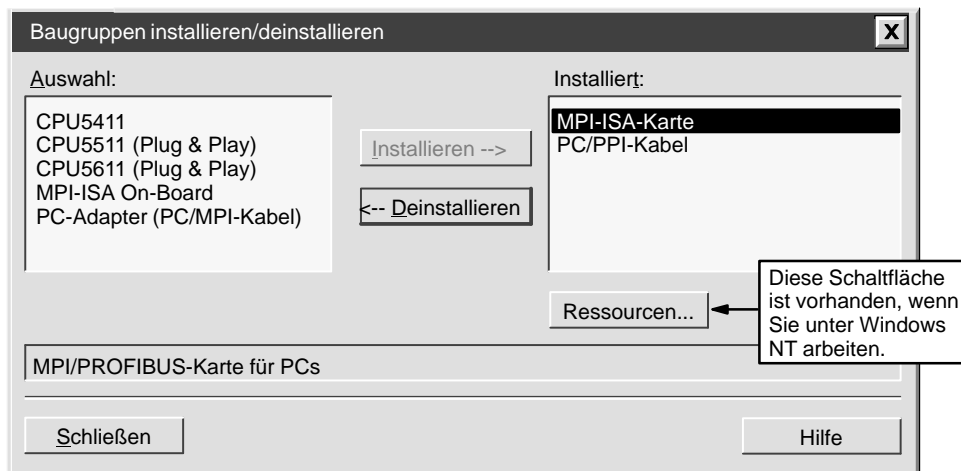 Baugruppen installieren/deinstallieren
X
Auswahl:
Installiert:
CPU5411
CPU5511 (Plug & Play)
CPU5611 (Plug & Play)
MPI-ISA On-Board
PC-Adapter (PC/MPI-Kabel)
Installieren -->
<-- Deinstallieren
MPI-ISA-Karte
PC/PPI-Kabel
Ressourcen...
Diese Schaltfläche
ist vorhanden, wenn
Sie unter Windows
NT arbeiten.
MPI/PROFIBUS-Karte für PCs
Schließen
Hilfe